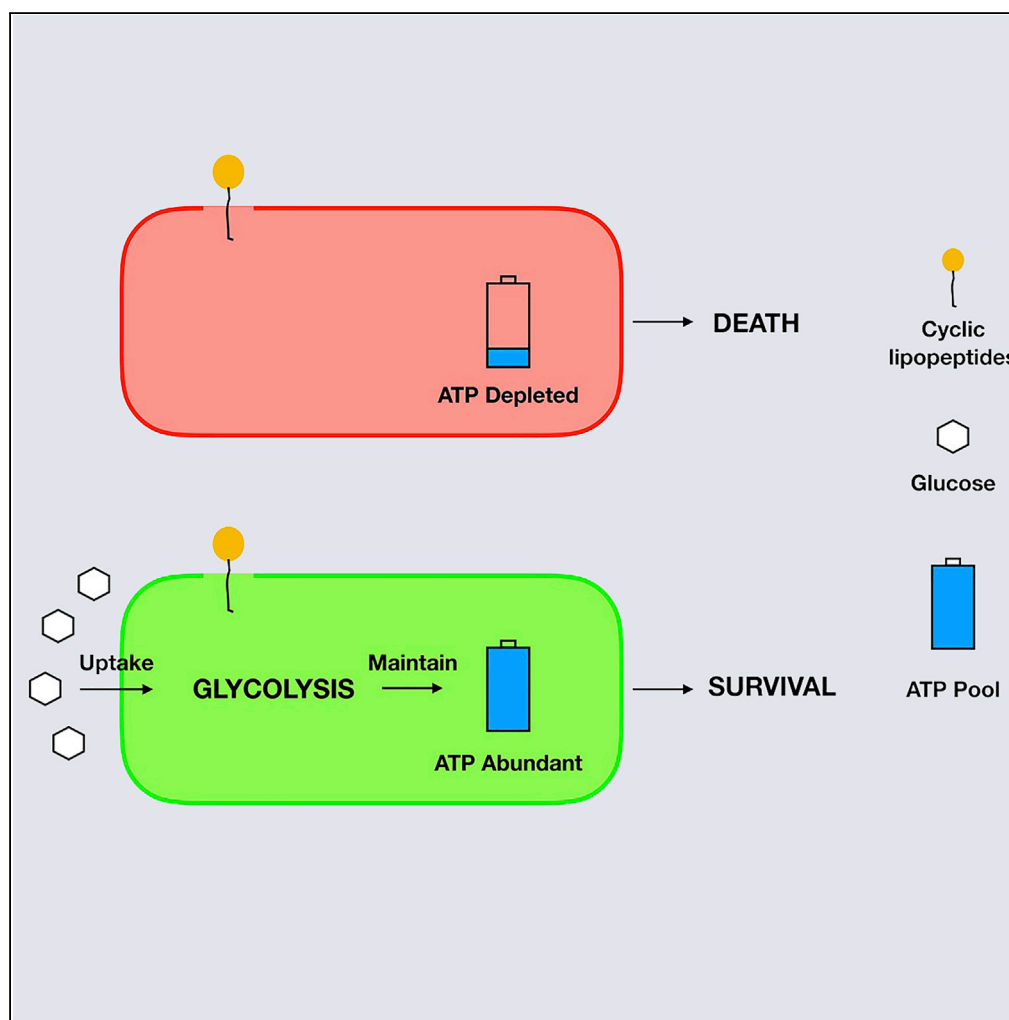 DEATH
ATP Depleted
Cyclic
lipopeptides
Glucose
Uptake
GLYCOLYSIS
Maintain
ATP Abundant
SURVIVAL
ATP Pool